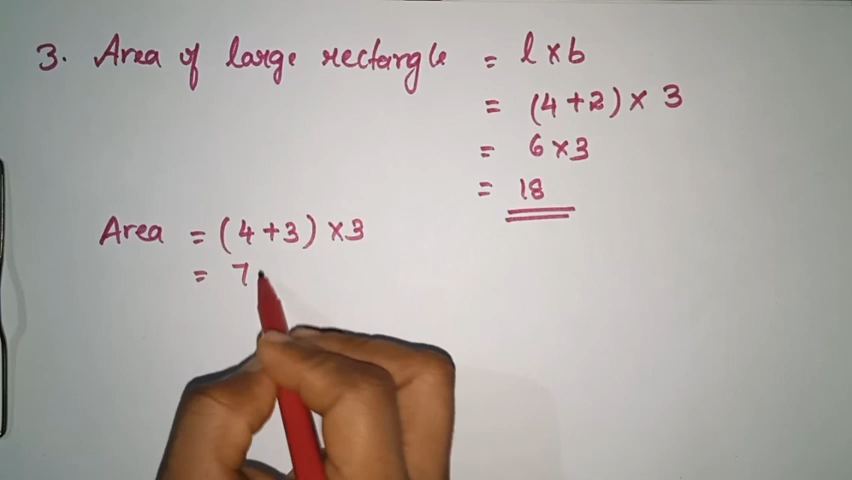 3. Area of large rectangle = l × b
= (4+2) × 3
= 6 × 3
= 18
Area = (4+3) × 3
= 7